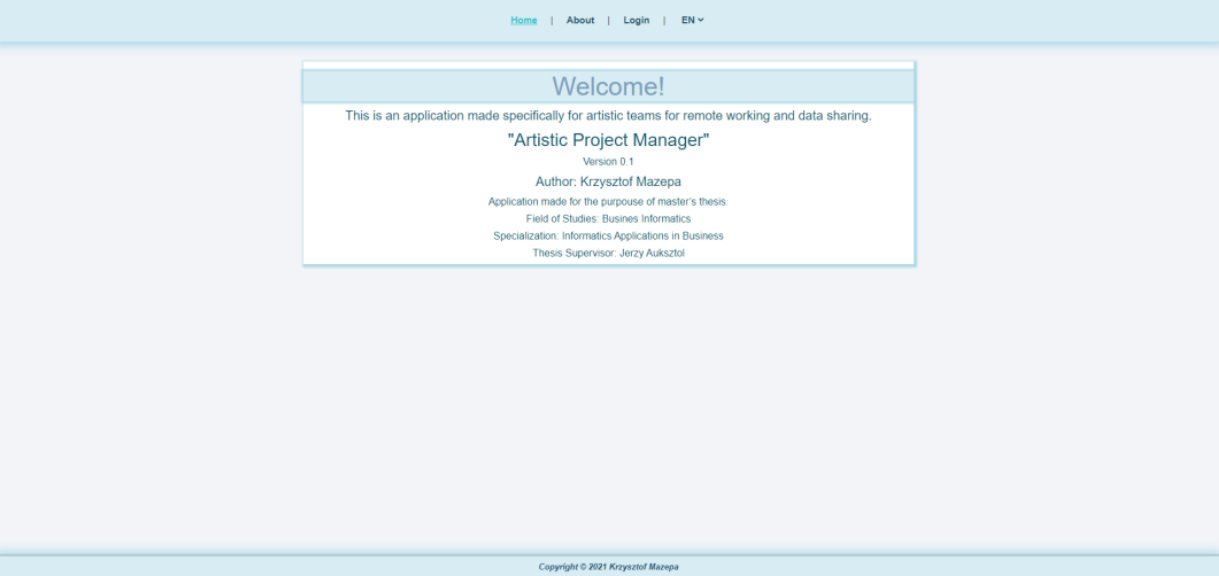 Home | About | Login | EN
Welcome!
This is an application made specifically for artistic teams for remote working and data sharing.
"Artistic Project Manager"
Version 0.1
Author: Krzysztof Mazepa
Application made for the purpouse of master's thesis.
Field of Studies: Busines Informatics
Specialization: Informatics Applications in Business
Thesis Supervisor: Jerzy Auksztol
Copyright © 2021 Krzysztof Mazepa